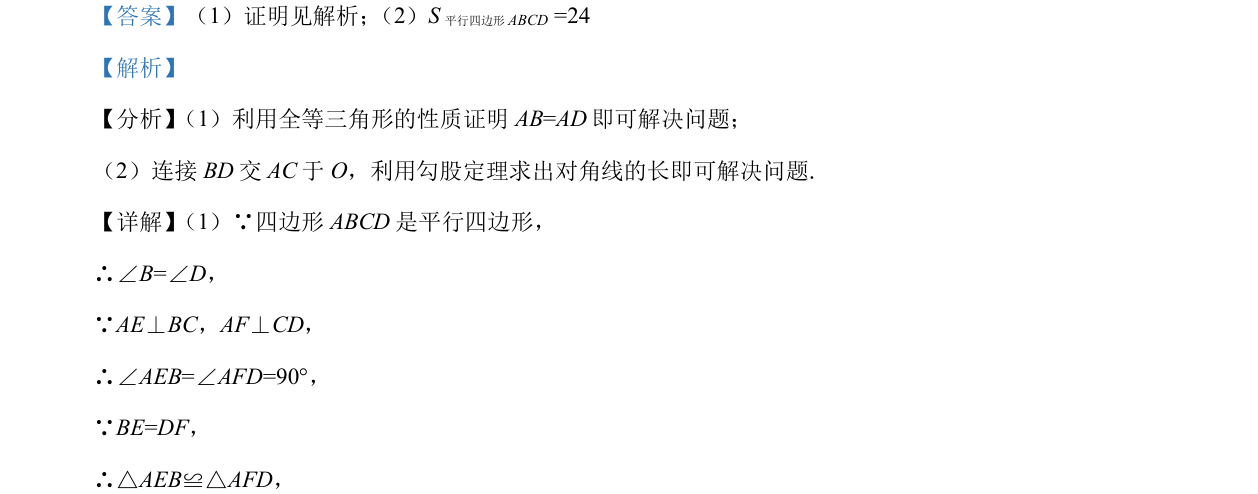 【答案】（1）证明见解析；（2）S 平行四边形 ABCD =24
【解析】
【分析】（1）利用全等三角形的性质证明 AB=AD 即可解决问题；
（2）连接 BD 交 AC 于 O，利用勾股定理求出对角线的长即可解决问题.
【详解】（1）∵四边形 ABCD 是平行四边形，
∴∠B=∠D，
∵AE⊥BC，AF⊥CD，
∴∠AEB=∠AFD=90°，
∵BE=DF，
∴△AEB≌△AFD，